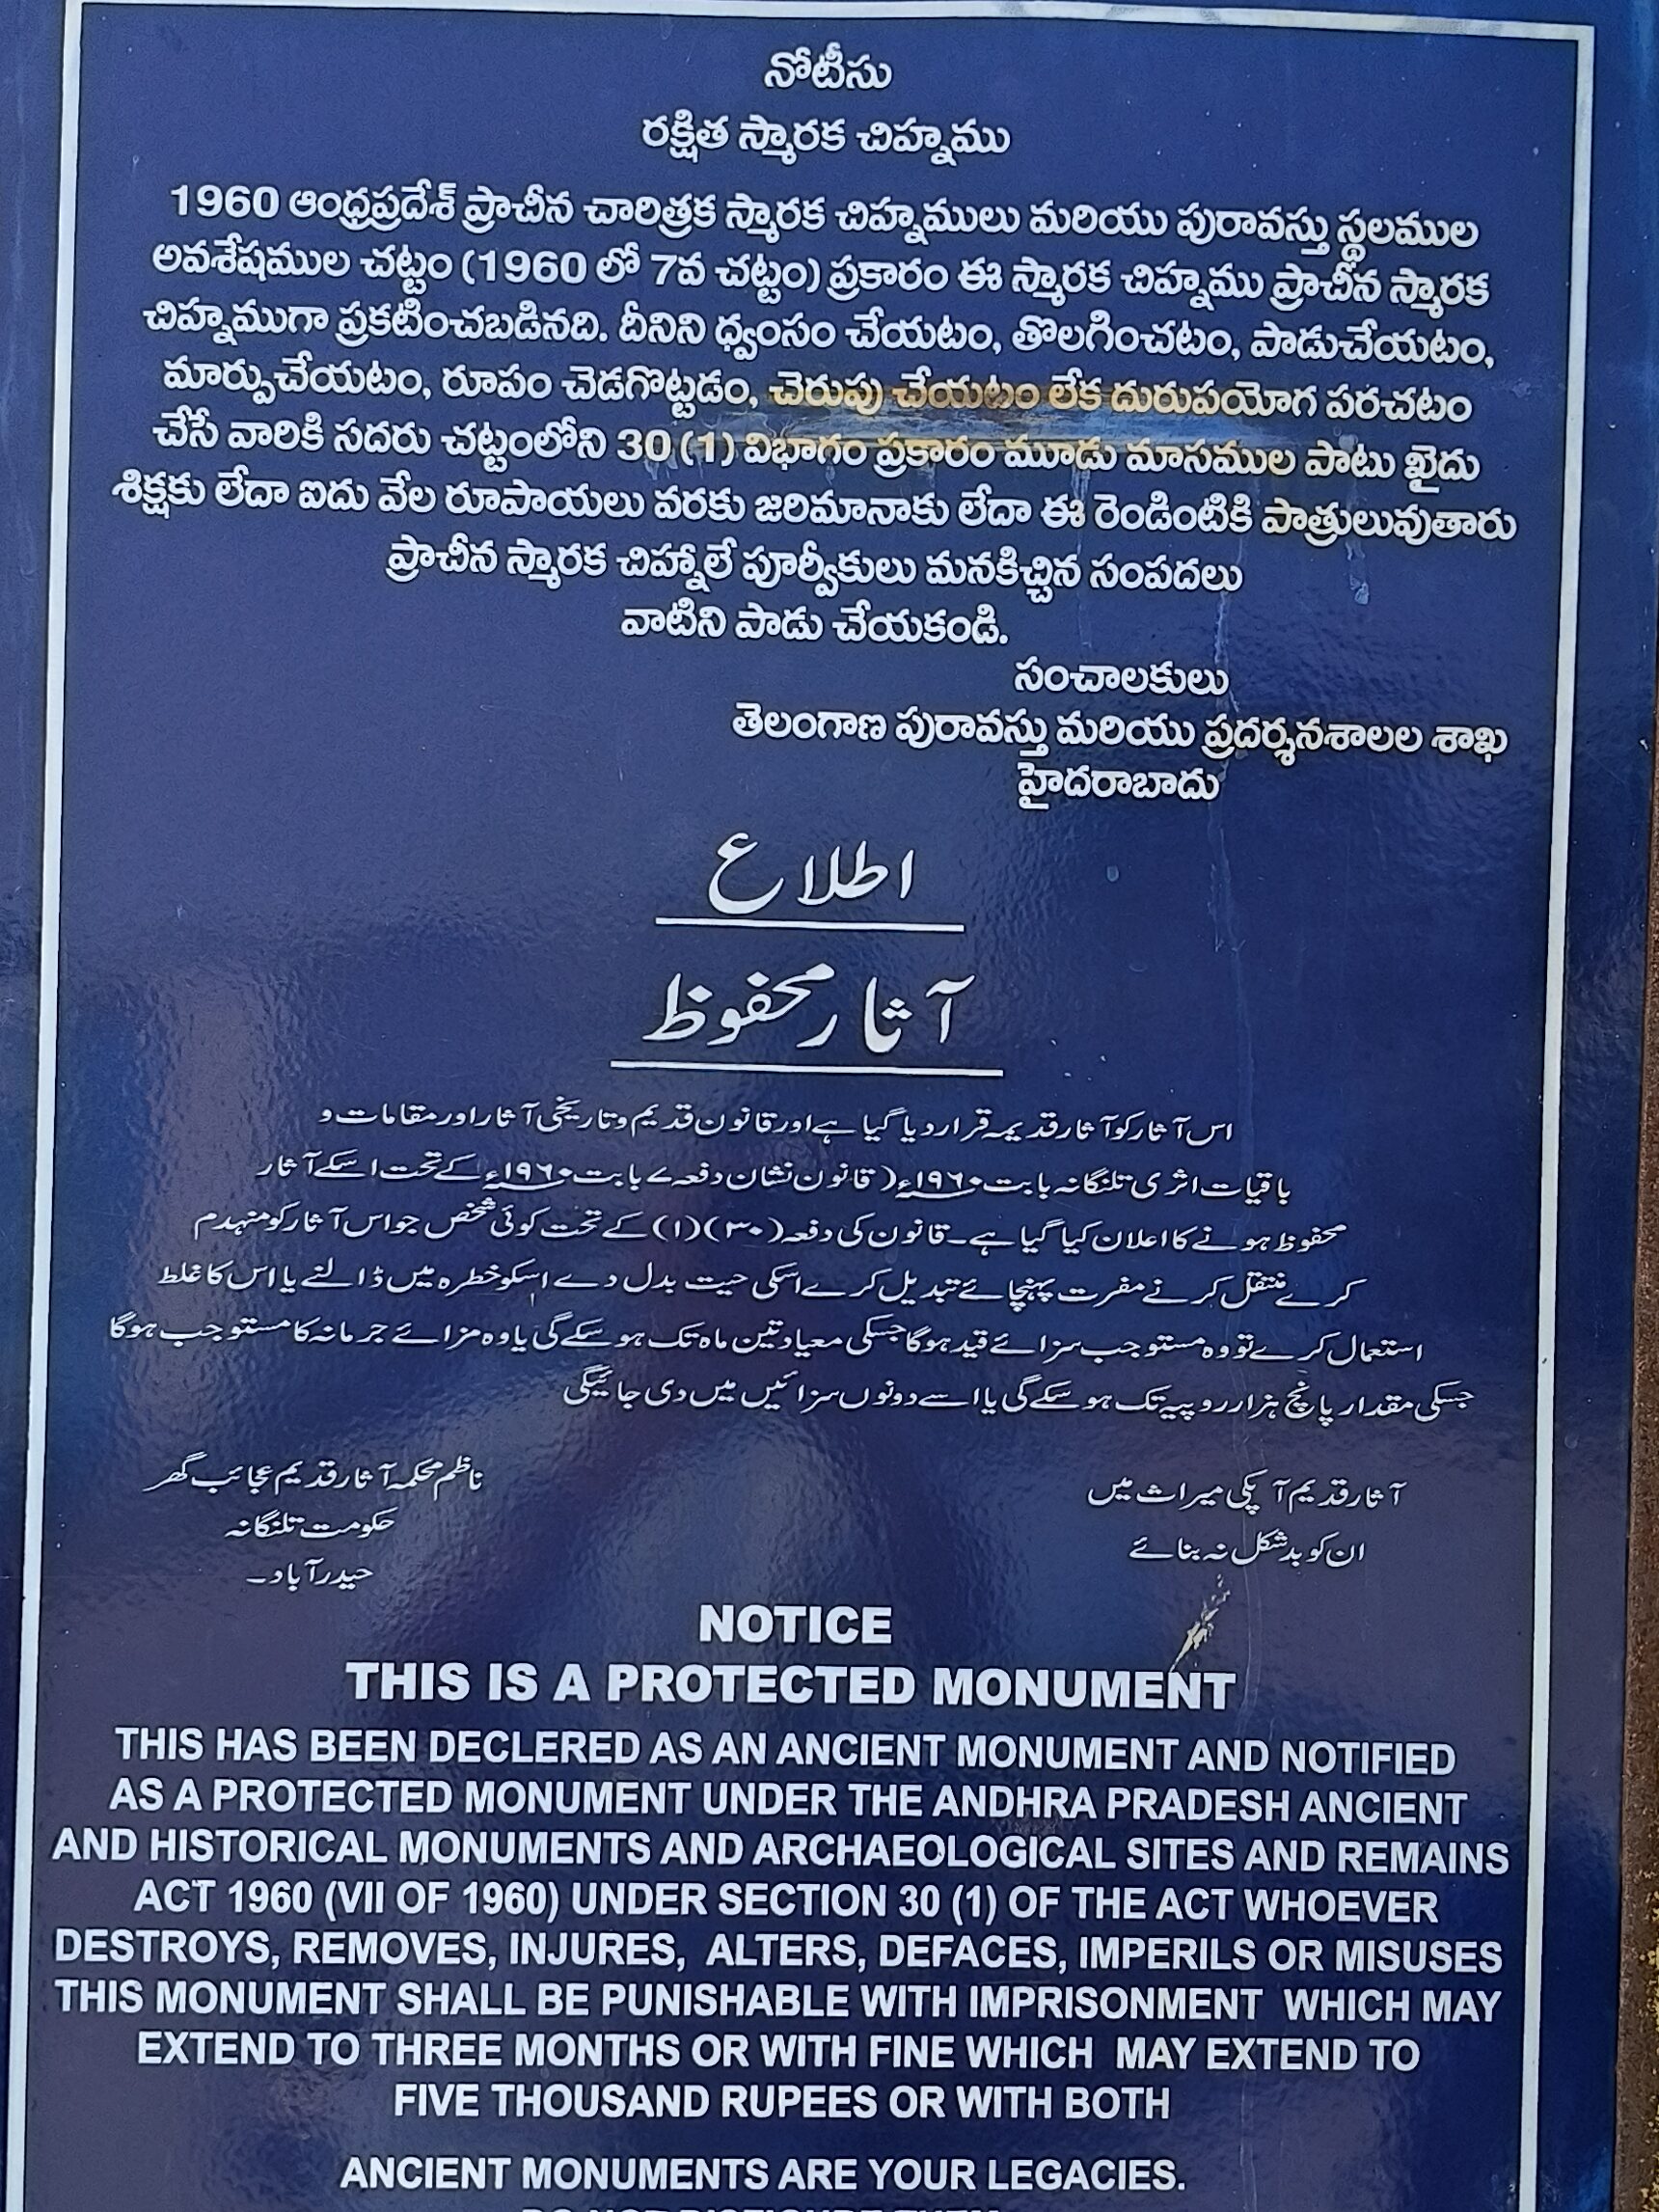 నోటీసు
రక్షిత స్మారక చిహ్నము
1960 ఆంధ్రప్రదేశ్ ప్రాచీన చారిత్రక స్మారక చిహ్నములు మరియు పురావస్తు స్థలముల
అవశేషముల చట్టం (1960 లో 7వ చట్టం) ప్రకారం ఈ స్మారక చిహ్నము ప్రాచీన స్మారక
చిహ్నముగా ప్రకటించబడినది. దీనిని ధ్వంసం చేయటం, తొలగించటం, పాడుచేయటం,
మార్పుచేయటం, రూపం చెడగొట్టడం, చెరుపు చేయటం లేక దురుపయోగ పరచటం
చేసే వారికి సదరు చట్టంలోని 30 (1) విభాగం ప్రకారం మూడు మాసముల పాటు ఖైదు
శిక్షకు లేదా ఐదు వేల రూపాయలు వరకు జరిమానాకు లేదా ఈ రెండింటికి పాత్రులువుతారు
ప్రాచీన స్మారక చిహ్నాలే పూర్వీకులు మనకిచ్చిన సంపదలు
వాటిని పాడు చేయకండి.
సంచాలకులు
తెలంగాణ పురావస్తు మరియు ప్రదర్శనశాలల శాఖ
హైదరాబాదు
اطلاع
آثار محفوظ
اس آثار کو آثار قدیمہ قرار دیا گیا ہے اور قانون قدیم و تاریخی آثار اور مقامات و
باقیات اثری تلنگانہ بابت ۱۹۶۰ء ( قانون نشان دفعہ ۷ بابت ۱۹۶۰ء کے تحت اسکے آثار
محفوظ ہونے کا اعلان کیا گیا ہے۔ قانون کی دفعہ (۳۰) (۱) کے تحت کوئی شخص جو اس آثار کو منہدم
کرے منتقل کرنے مفرت پہنچائے تبدیل کرے اسکی حیت بدل دے اسکو خطرہ میں ڈالنے یا اس کا غلط
استعمال کرے تو وہ مستوجب سزائے قید ہوگا جسکی معیاد تین ماہ تک ہو سکے گی یا وہ مزائے جرمانہ کا مستوجب ہوگا
جسکی مقدار پانچ ہزار روپیہ تک ہو سکے گی یا اسے دونوں سزائیں میں دی جائیگی
آثار قدیم آپکی میراث میں
ان کو بدشکل نہ بنائے
ناظم محکمہ آثار قدیم عجائب گھر
حکومت تلنگانہ
حیدرآباد۔
NOTICE
THIS IS A PROTECTED MONUMENT
THIS HAS BEEN DECLERED AS AN ANCIENT MONUMENT AND NOTIFIED
AS A PROTECTED MONUMENT UNDER THE ANDHRA PRADESH ANCIENT
AND HISTORICAL MONUMENTS AND ARCHAEOLOGICAL SITES AND REMAINS
ACT 1960 (VII OF 1960) UNDER SECTION 30 (1) OF THE ACT WHOEVER
DESTROYS, REMOVES, INJURES, ALTERS, DEFACES, IMPERILS OR MISUSES
THIS MONUMENT SHALL BE PUNISHABLE WITH IMPRISONMENT WHICH MAY
EXTEND TO THREE MONTHS OR WITH FINE WHICH MAY EXTEND TO
FIVE THOUSAND RUPEES OR WITH BOTH
ANCIENT MONUMENTS ARE YOUR LEGACIES.